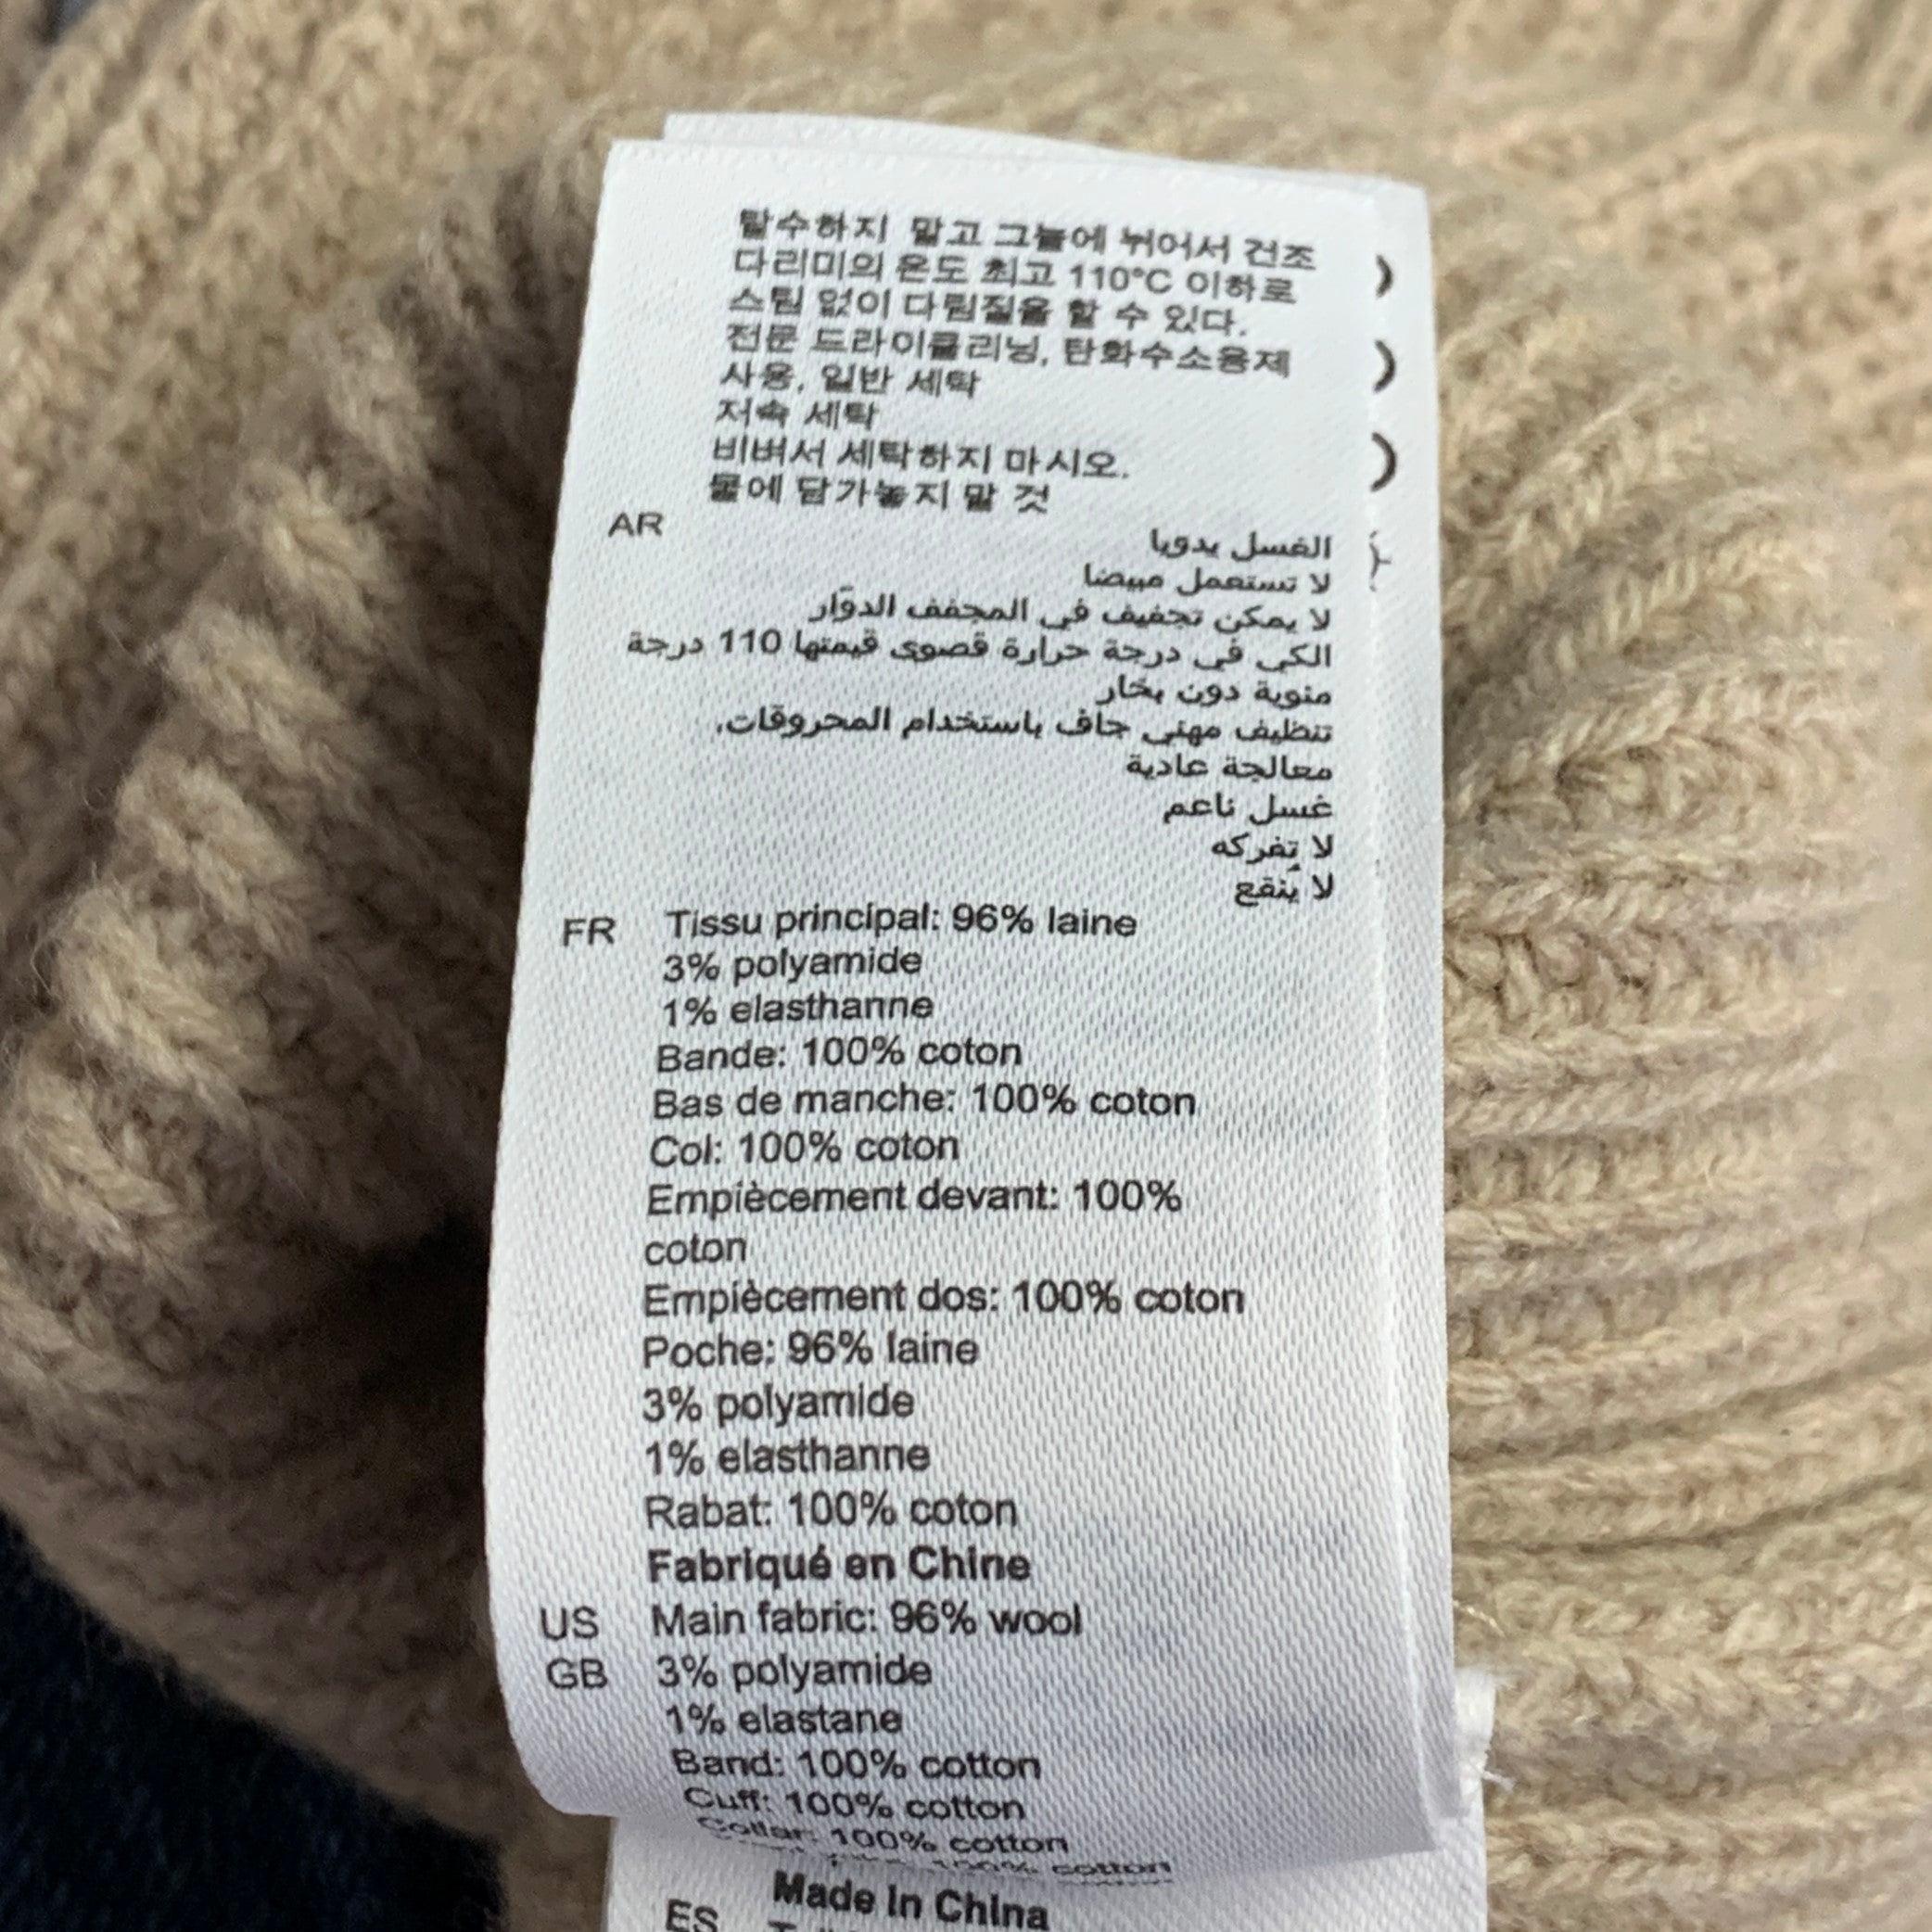 탈수하지 말고 그늘에 뉘어서 건조
다리미의 온도 최고 110°C 이하로
스팀 없이 다림질을 할 수 있다.
전문 드라이클리닝, 탄화수소용제
사용, 일반 세탁
저속 세탁
비벼서 세탁하지 마시오.
물에 담가놓지 말 것
AR
الغسل يدويا
لا تستعمل مبيضا
لا يمكن تجفيف في المجفف الدوّار
الكي في درجة حرارة قصوى قيمتها 110 درجة
مئوية دون بخار
تنظيف مهني جاف باستخدام المحروقات.
معالجة عادية
غسل ناعم
لا تفركه
لا يُنقع
FR Tissu principal: 96% laine
3% polyamide
1% elasthanne
Bande: 100% coton
Bas de manche: 100% coton
Col: 100% coton
Empiècement devant: 100%
coton
Empiècement dos: 100% coton
Poche: 96% laine
3% polyamide
1% elasthanne
Rabat: 100% coton
Fabriqué en Chine
US Main fabric: 96% wool
GB 3% polyamide
1% elastane
Band: 100% cotton
Cuff: 100% cotton
Collar: 100% cotton
100% cotton
Made in China
ES